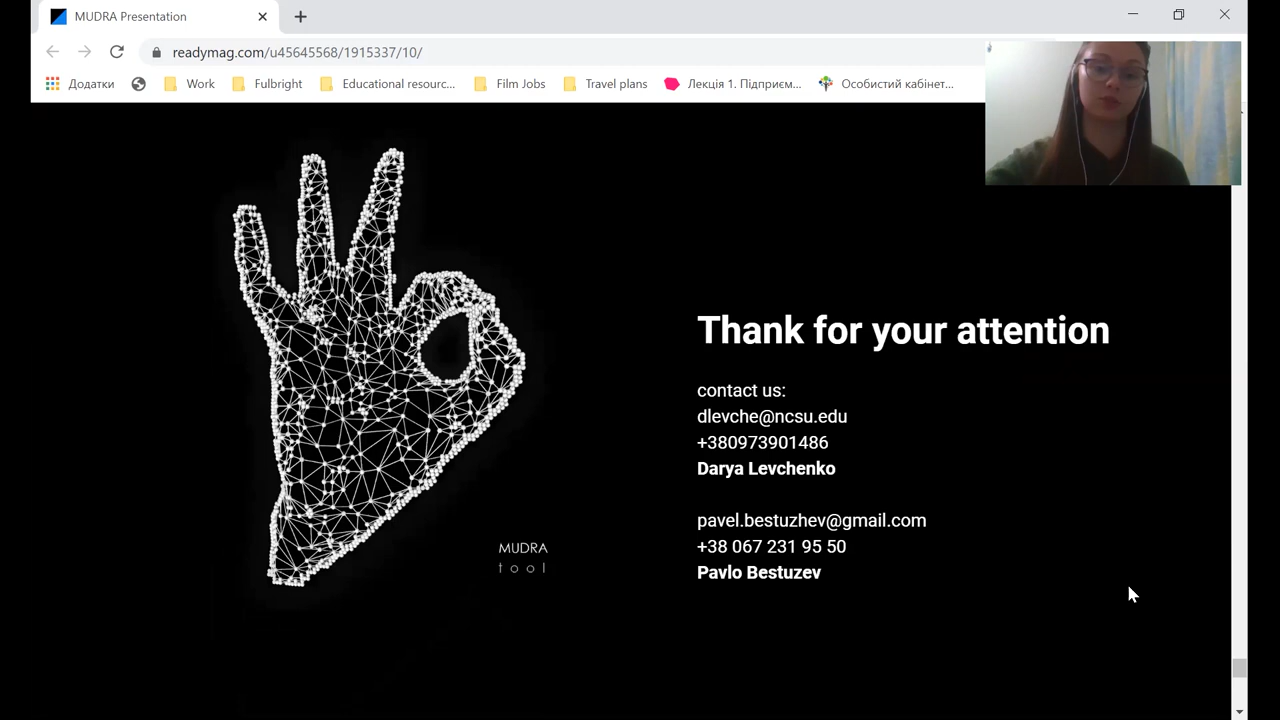 MUDRA Presentation
readymag.com/u45645568/1915337/10/
Додатки
Work
Fulbright
Educational resourc...
Film Jobs
Travel plans
Лекція 1. Підприєм...
Особистий кабінет...
Thank for your attention
contact us:
dlevche@ncsu.edu
+380973901486
Darya Levchenko
pavel.bestuzhev@gmail.com
+38 067 231 95 50
Pavlo Bestuzev
MUDRA
tool